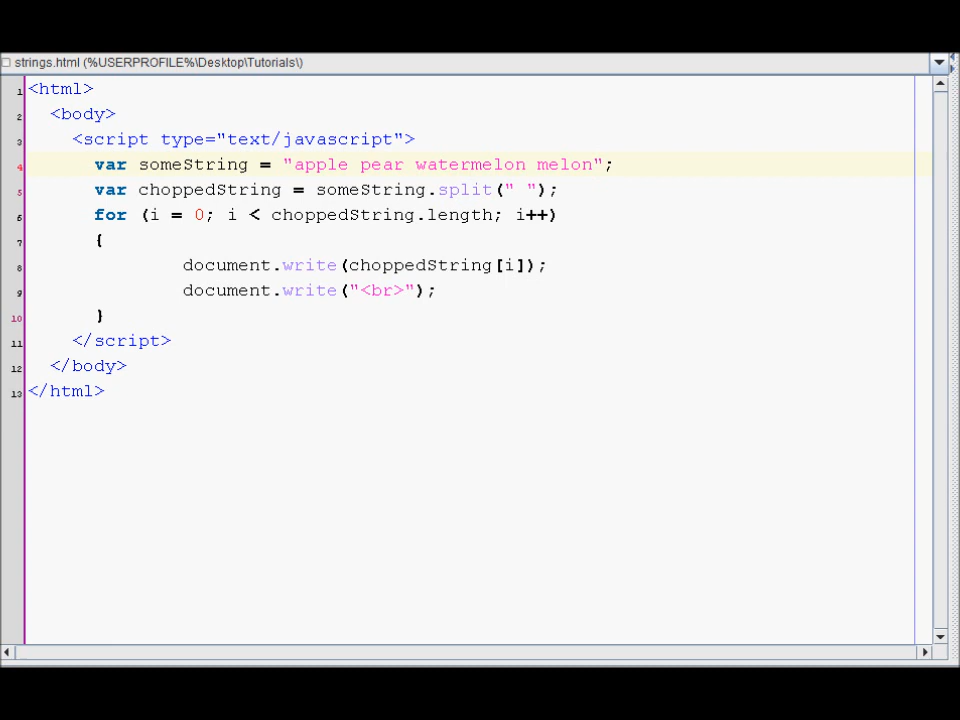 strings.html (%USERPROFILE%\Desktop\Tutorials\)
1 <html>
2 <body>
3 <script type="text/javascript">
4 var someString = "apple pear watermelon melon";
5 var choppedString = someString.split(" ");
6 for (i = 0; i < choppedString.length; i++)
7 {
8 document.write(choppedString[i]);
9 document.write("<br>");
10 }
11 </script>
12 </body>
13 </html>